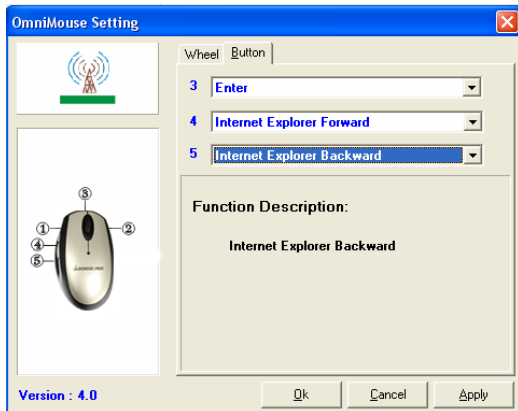 OmniMouse Setting
Wheel Button
3 Enter
4 Internet Explorer Forward
5 Internet Explorer Backward
Function Description:
Internet Explorer Backward
③
① ②
④
⑤
IOGEAR
Version : 4.0
Ok Cancel Apply